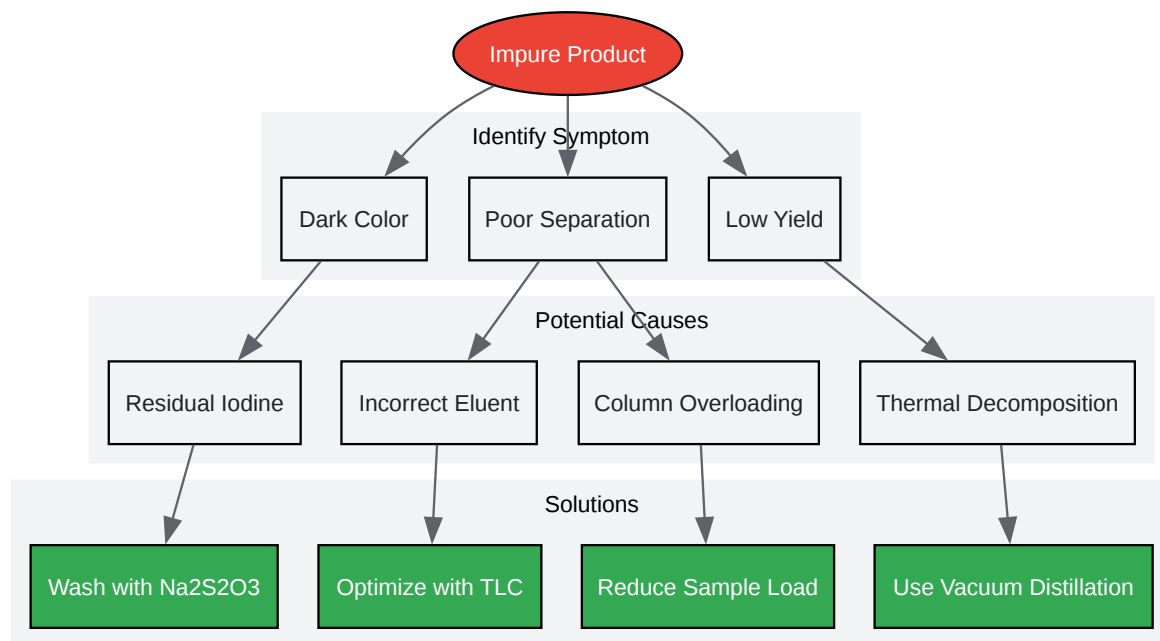 Impure Product
Identify Symptom
Dark Color
Poor Separation
Low Yield
Potential Causes
Residual Iodine
Incorrect Eluent
Column Overloading
Thermal Decomposition
Solutions
Wash with Na2S2O3
Optimize with TLC
Reduce Sample Load
Use Vacuum Distillation